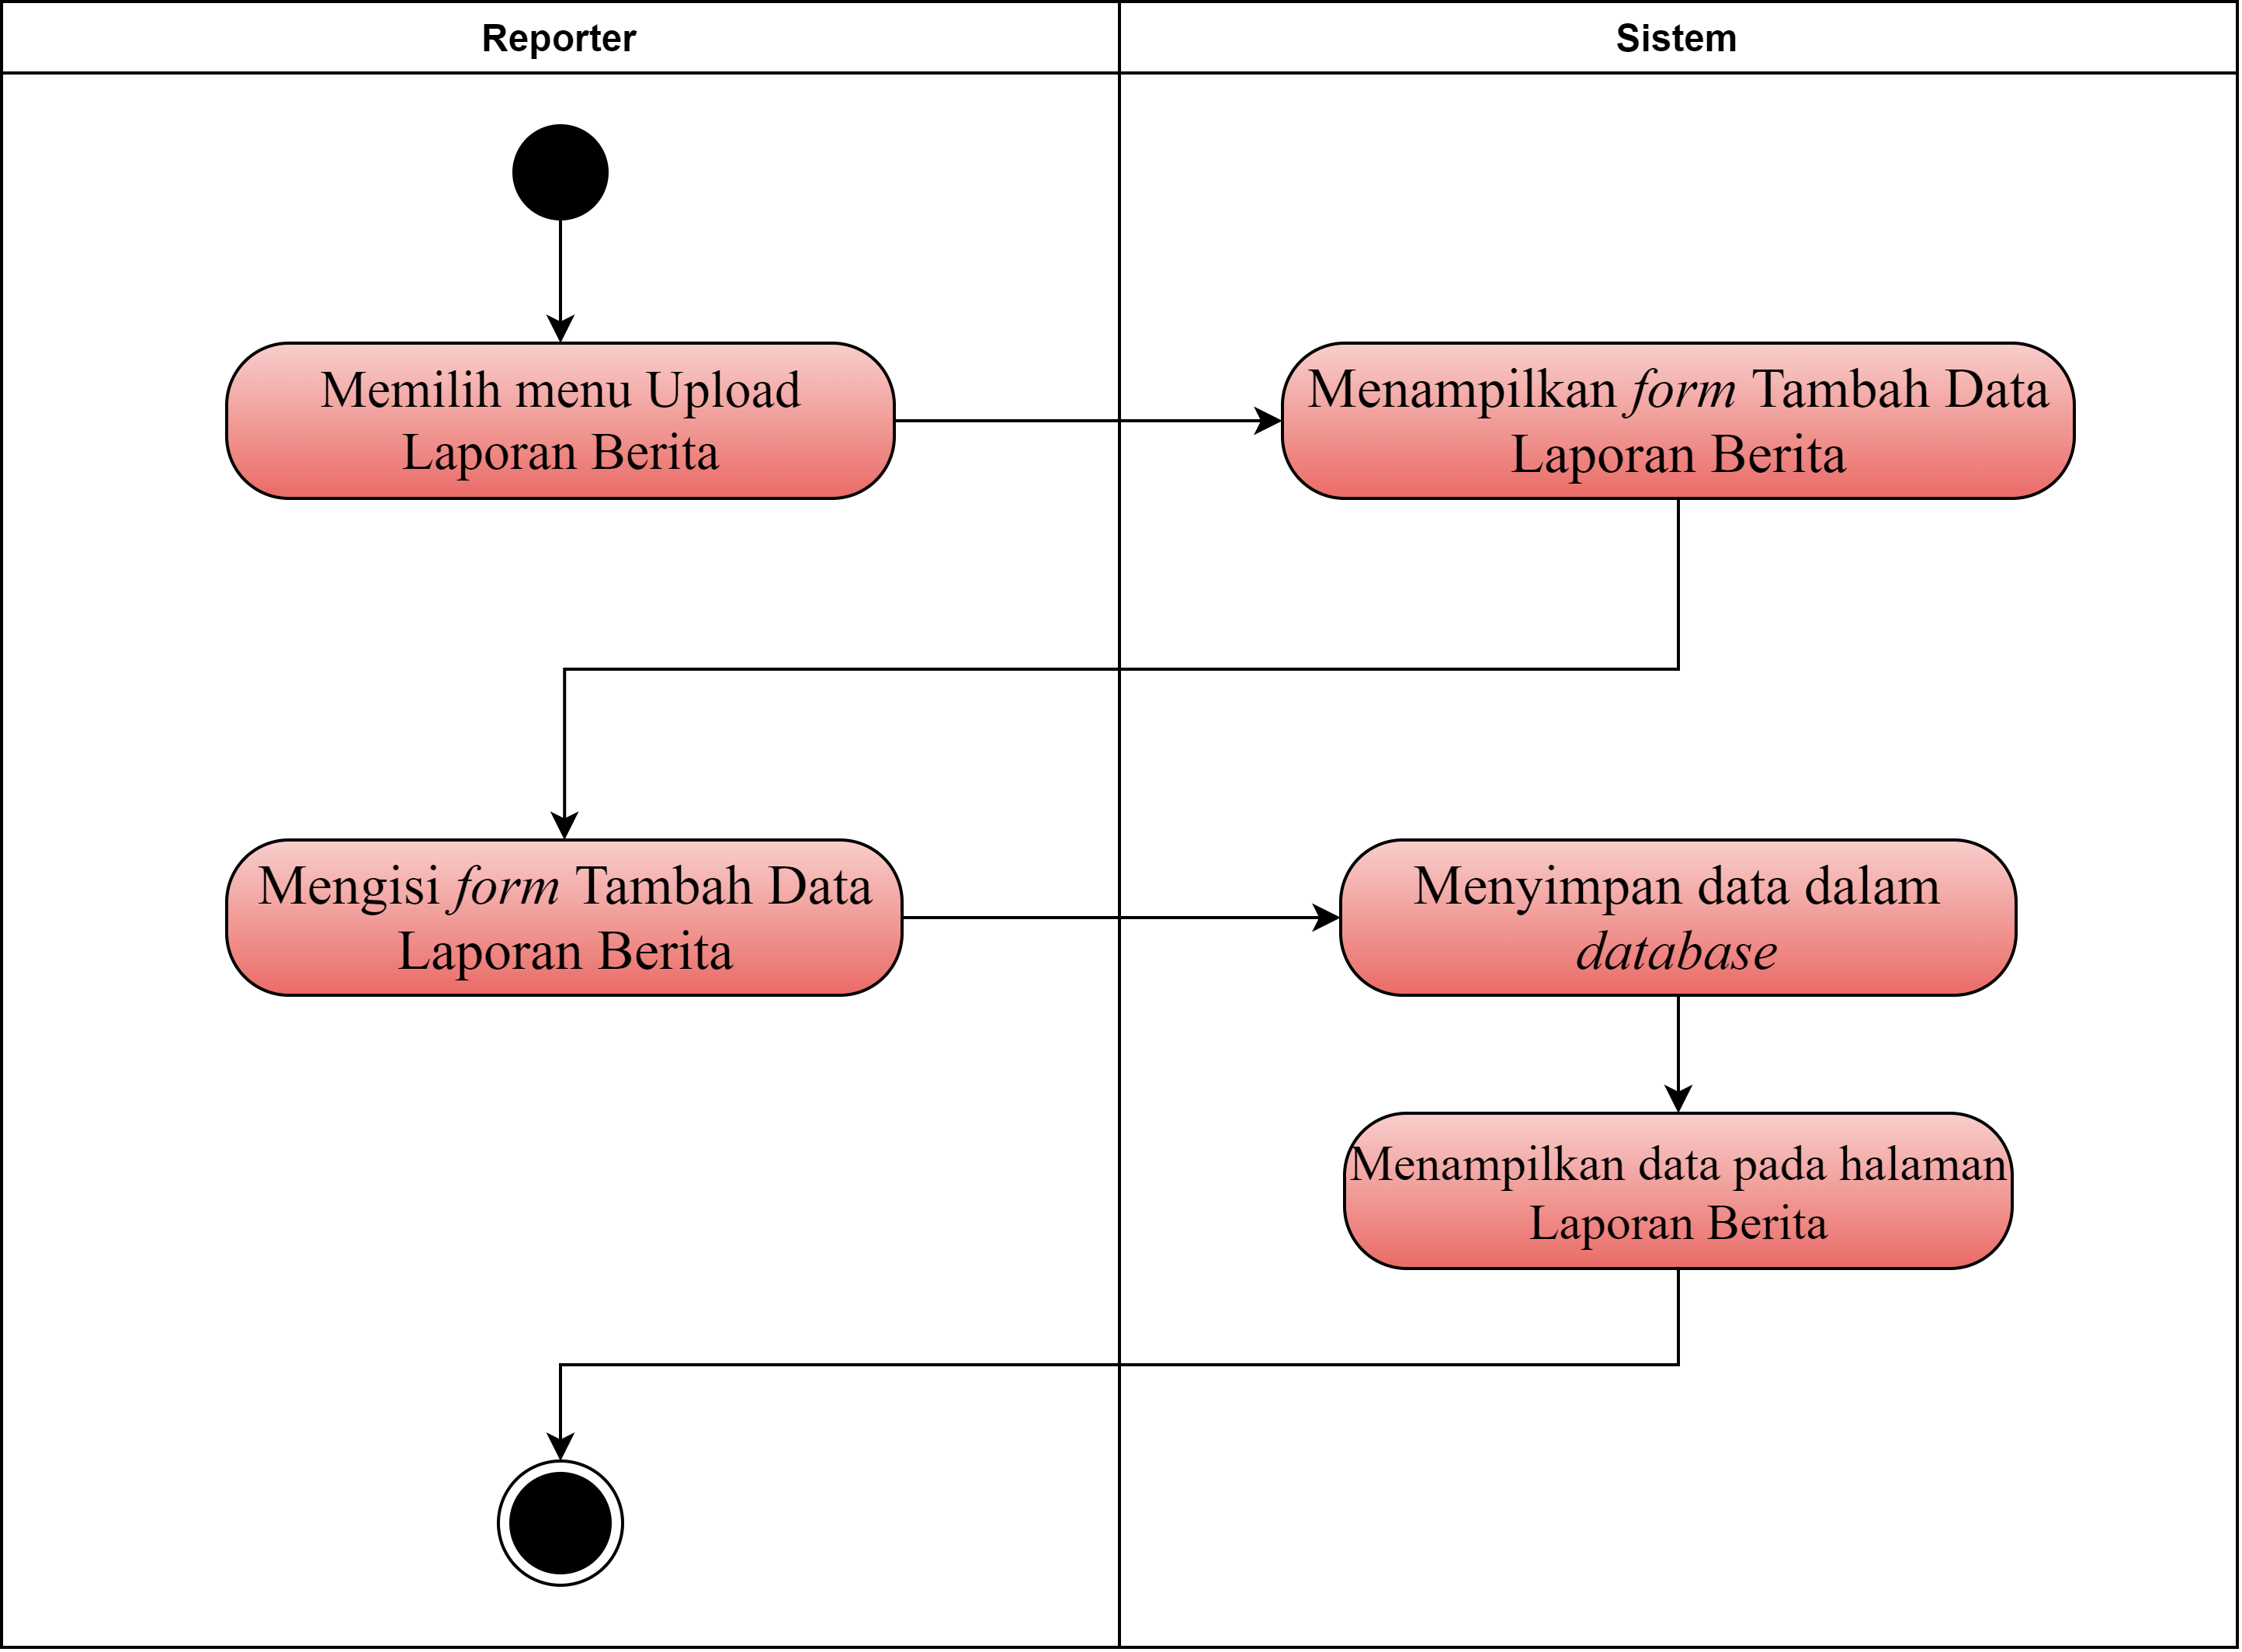 Reporter
Sistem
Memilih menu Upload
Laporan Berita
Menampilkan form Tambah Data
Laporan Berita
Mengisi form Tambah Data
Laporan Berita
Menyimpan data dalam
database
Menampilkan data pada halaman
Laporan Berita